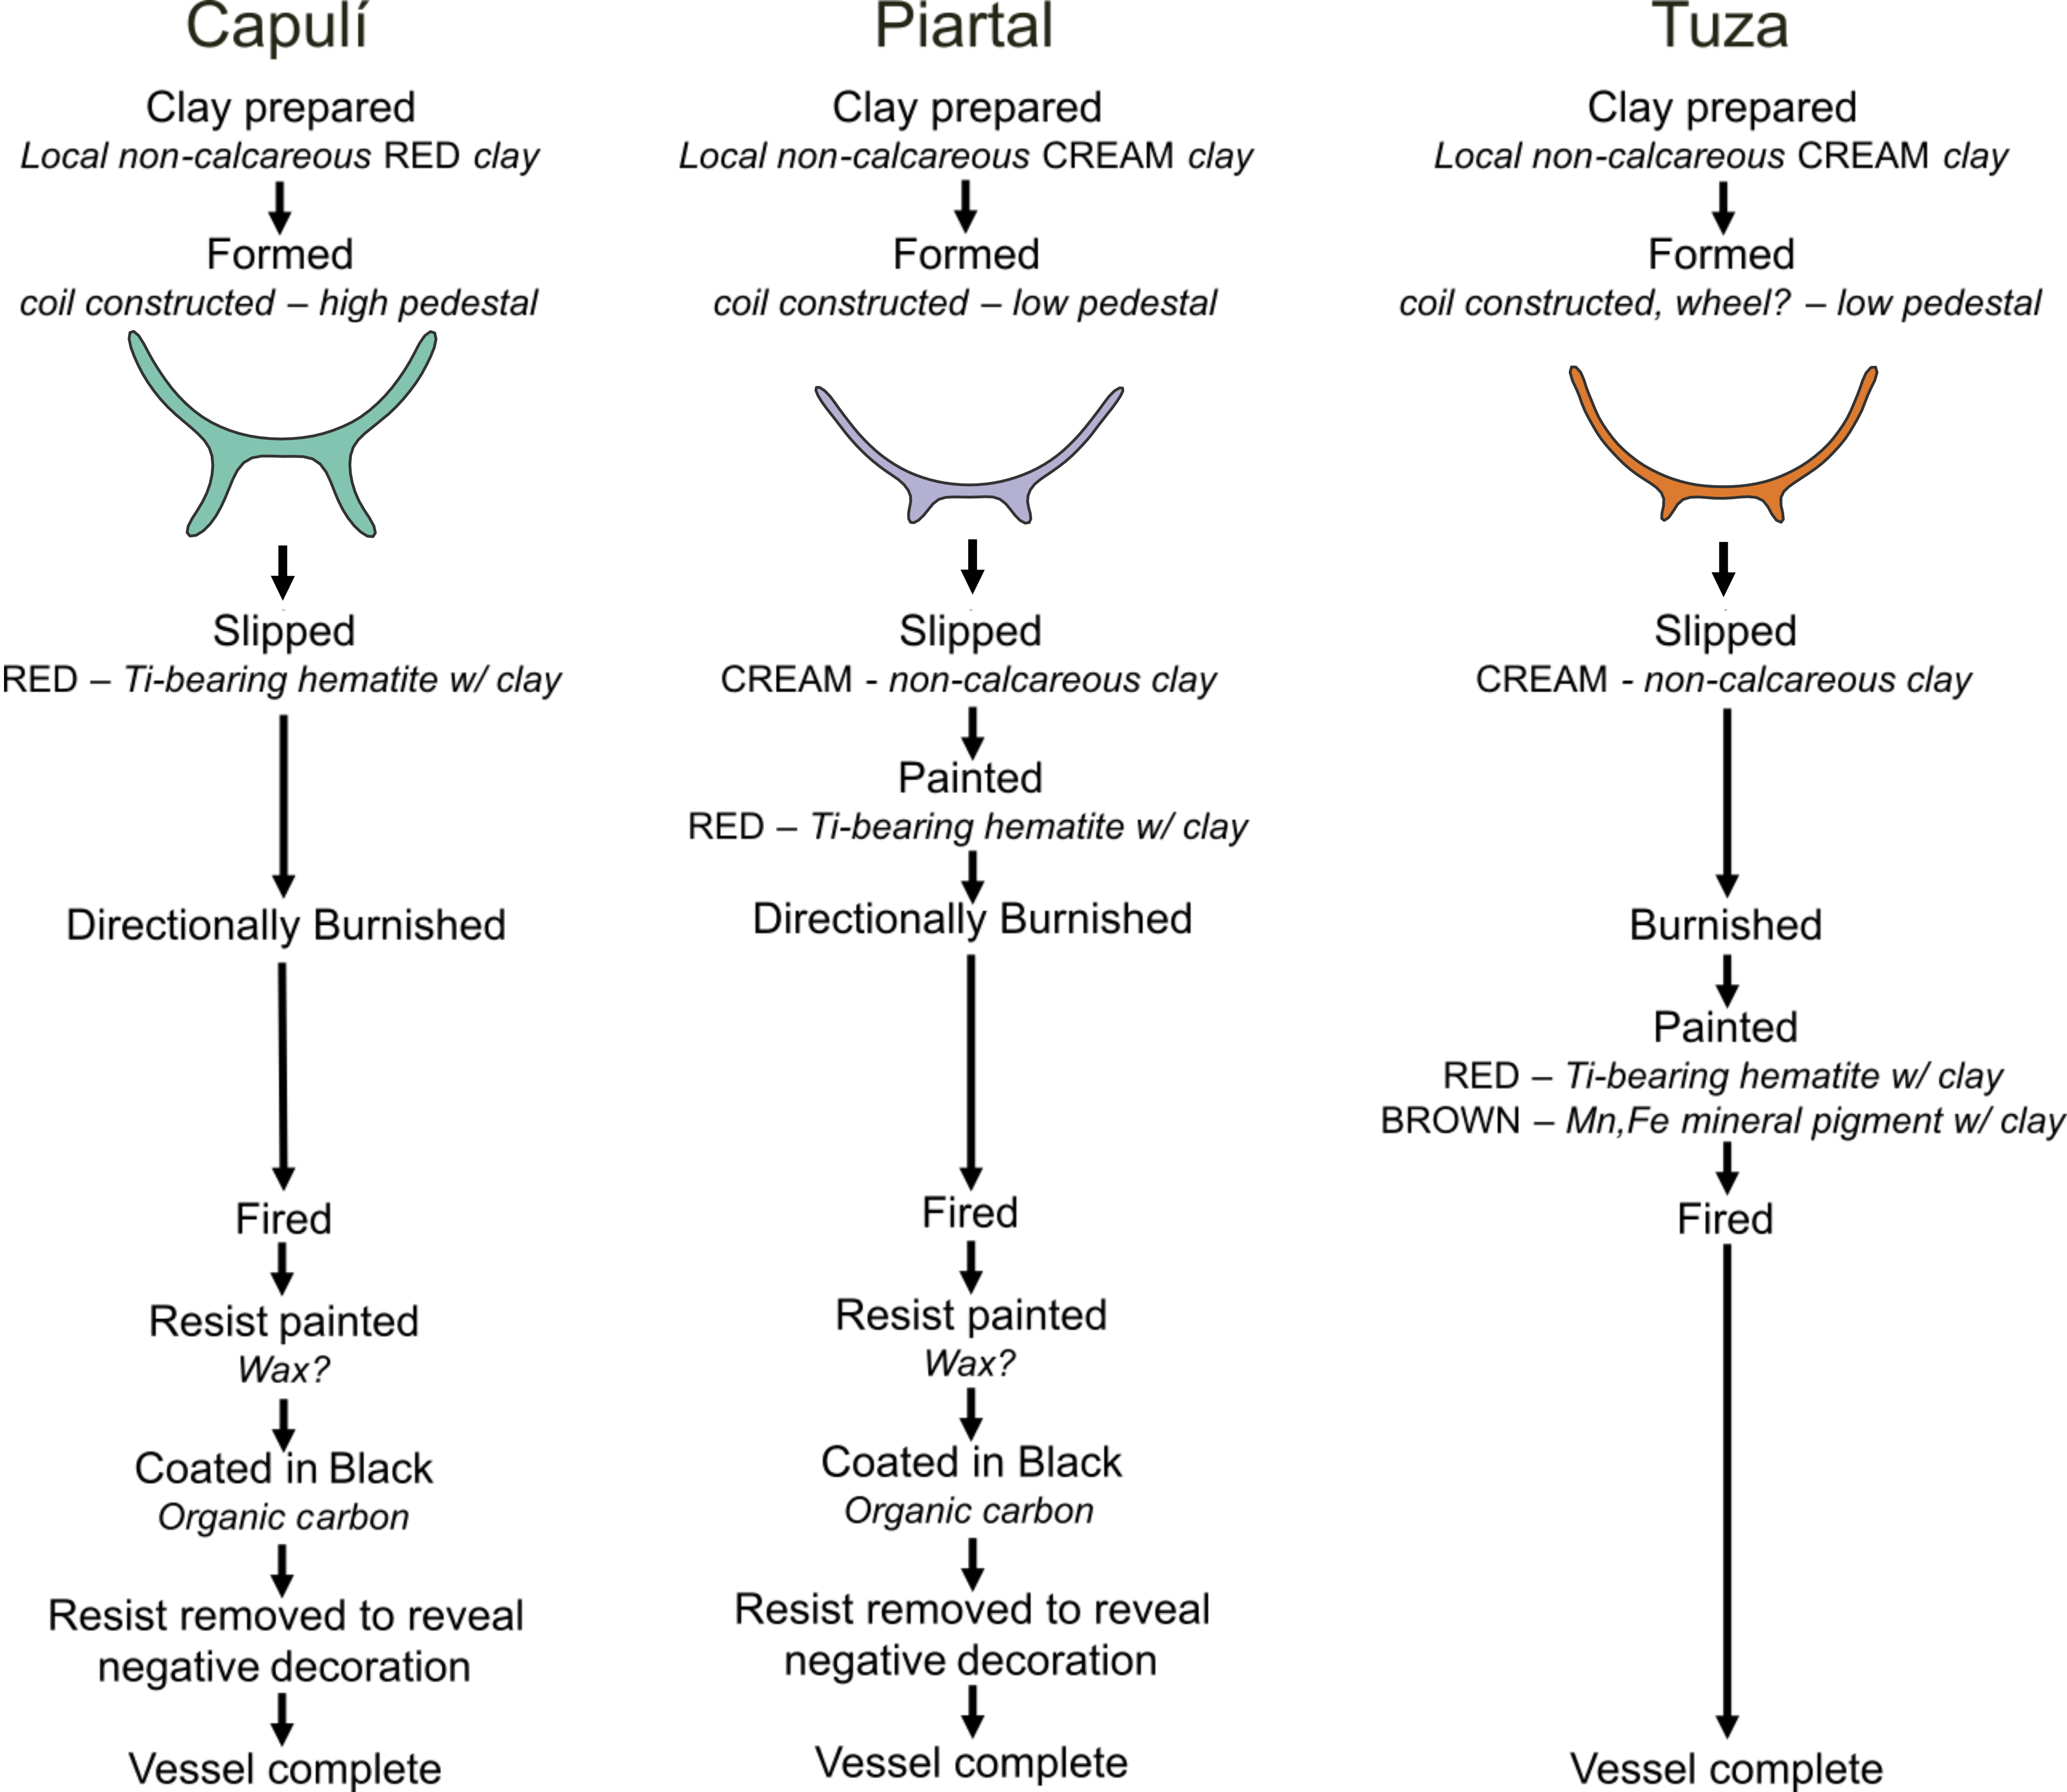 Capulí
Clay prepared
Local non-calcareous RED clay
Formed
coil constructed – high pedestal
Slipped
RED – Ti-bearing hematite w/ clay
Directionally Burnished
Fired
Resist painted
Wax?
Coated in Black
Organic carbon
Resist removed to reveal
negative decoration
Vessel complete
Piartal
Clay prepared
Local non-calcareous CREAM clay
Formed
coil constructed – low pedestal
Slipped
CREAM - non-calcareous clay
Painted
RED – Ti-bearing hematite w/ clay
Directionally Burnished
Fired
Resist painted
Wax?
Coated in Black
Organic carbon
Resist removed to reveal
negative decoration
Vessel complete
Tuza
Clay prepared
Local non-calcareous CREAM clay
Formed
coil constructed, wheel? – low pedestal
Slipped
CREAM - non-calcareous clay
Burnished
Painted
RED – Ti-bearing hematite w/ clay
BROWN – Mn,Fe mineral pigment w/ clay
Fired
Vessel complete